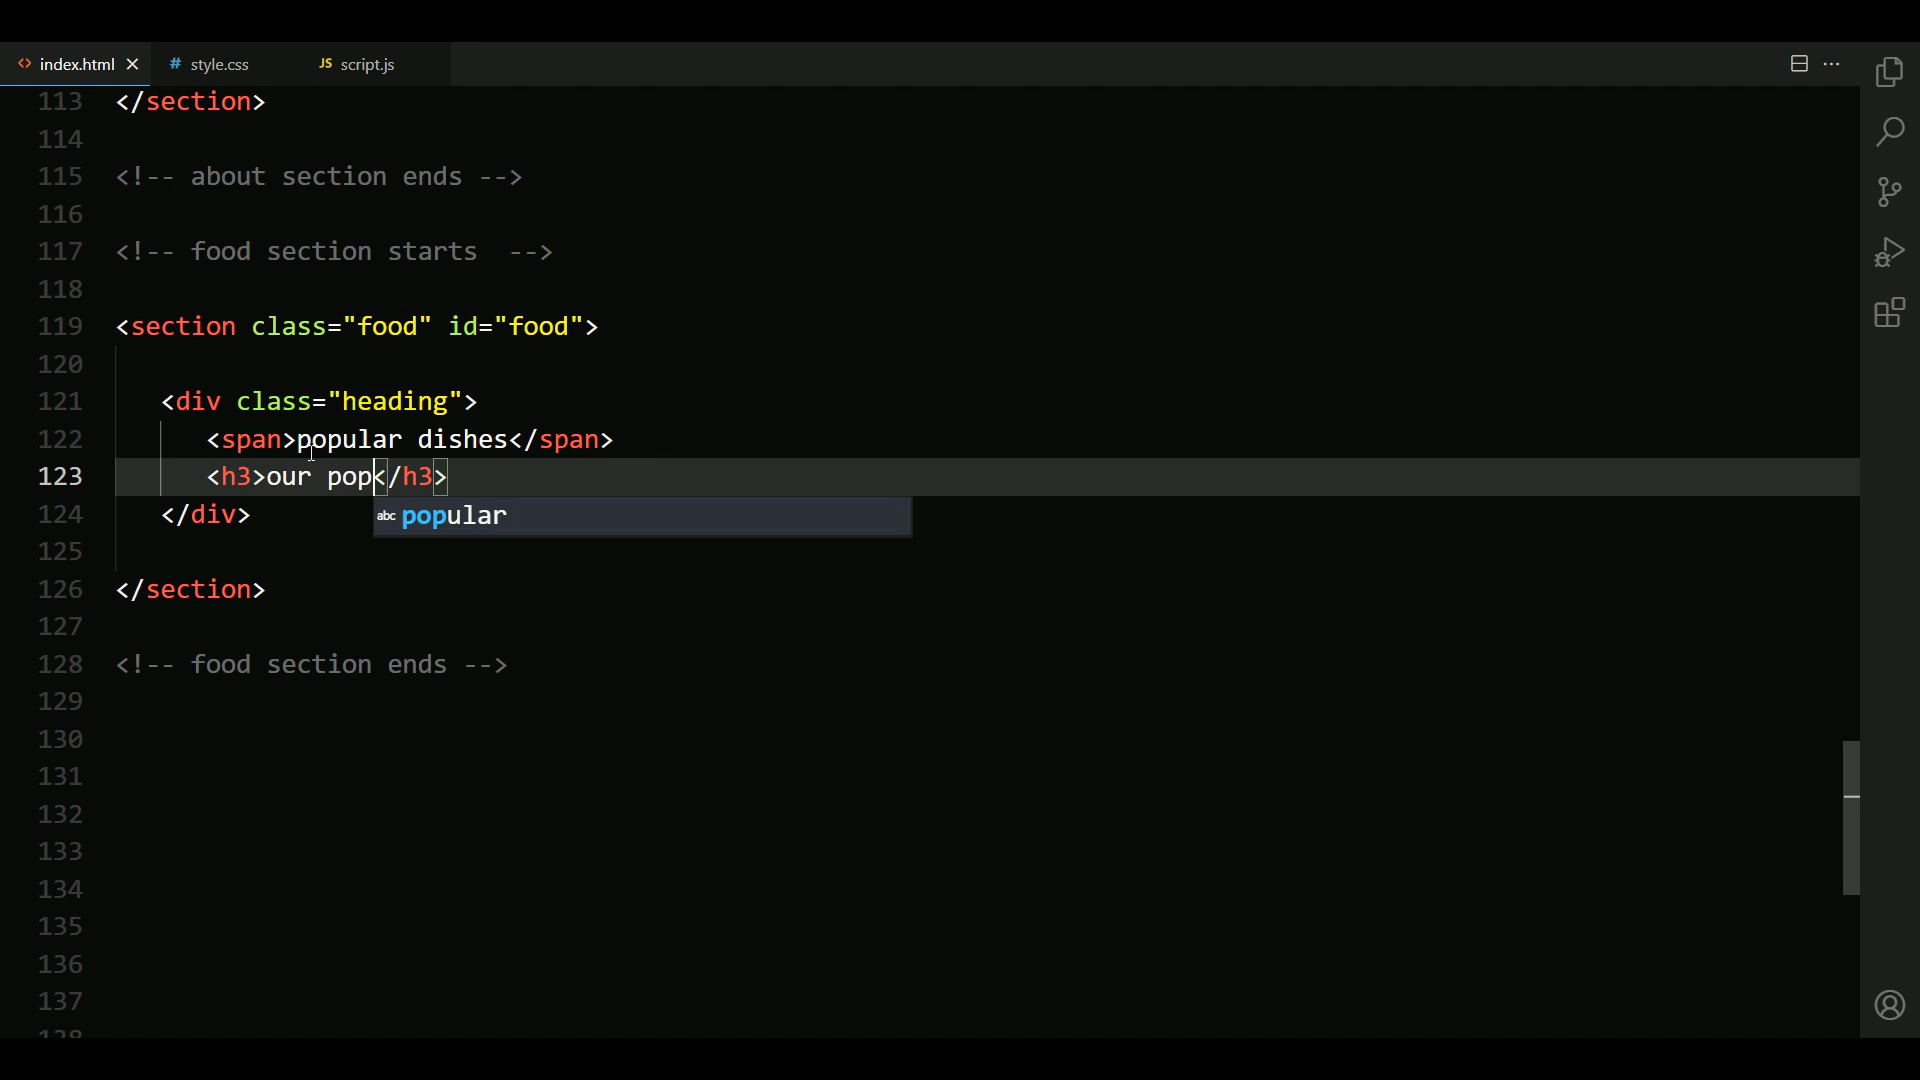 <> index.html × # style.css JS script.js
113 </section>
114
115 <!-- about section ends -->
116
117 <!-- food section starts  -->
118
119 <section class="food" id="food">
120
121 <div class="heading">
122 <span>popular dishes</span>
123 <h3>our pop</h3>
124 </div>
abc popular
125
126 </section>
127
128 <!-- food section ends -->
129
130
131
132
133
134
135
136
137
138